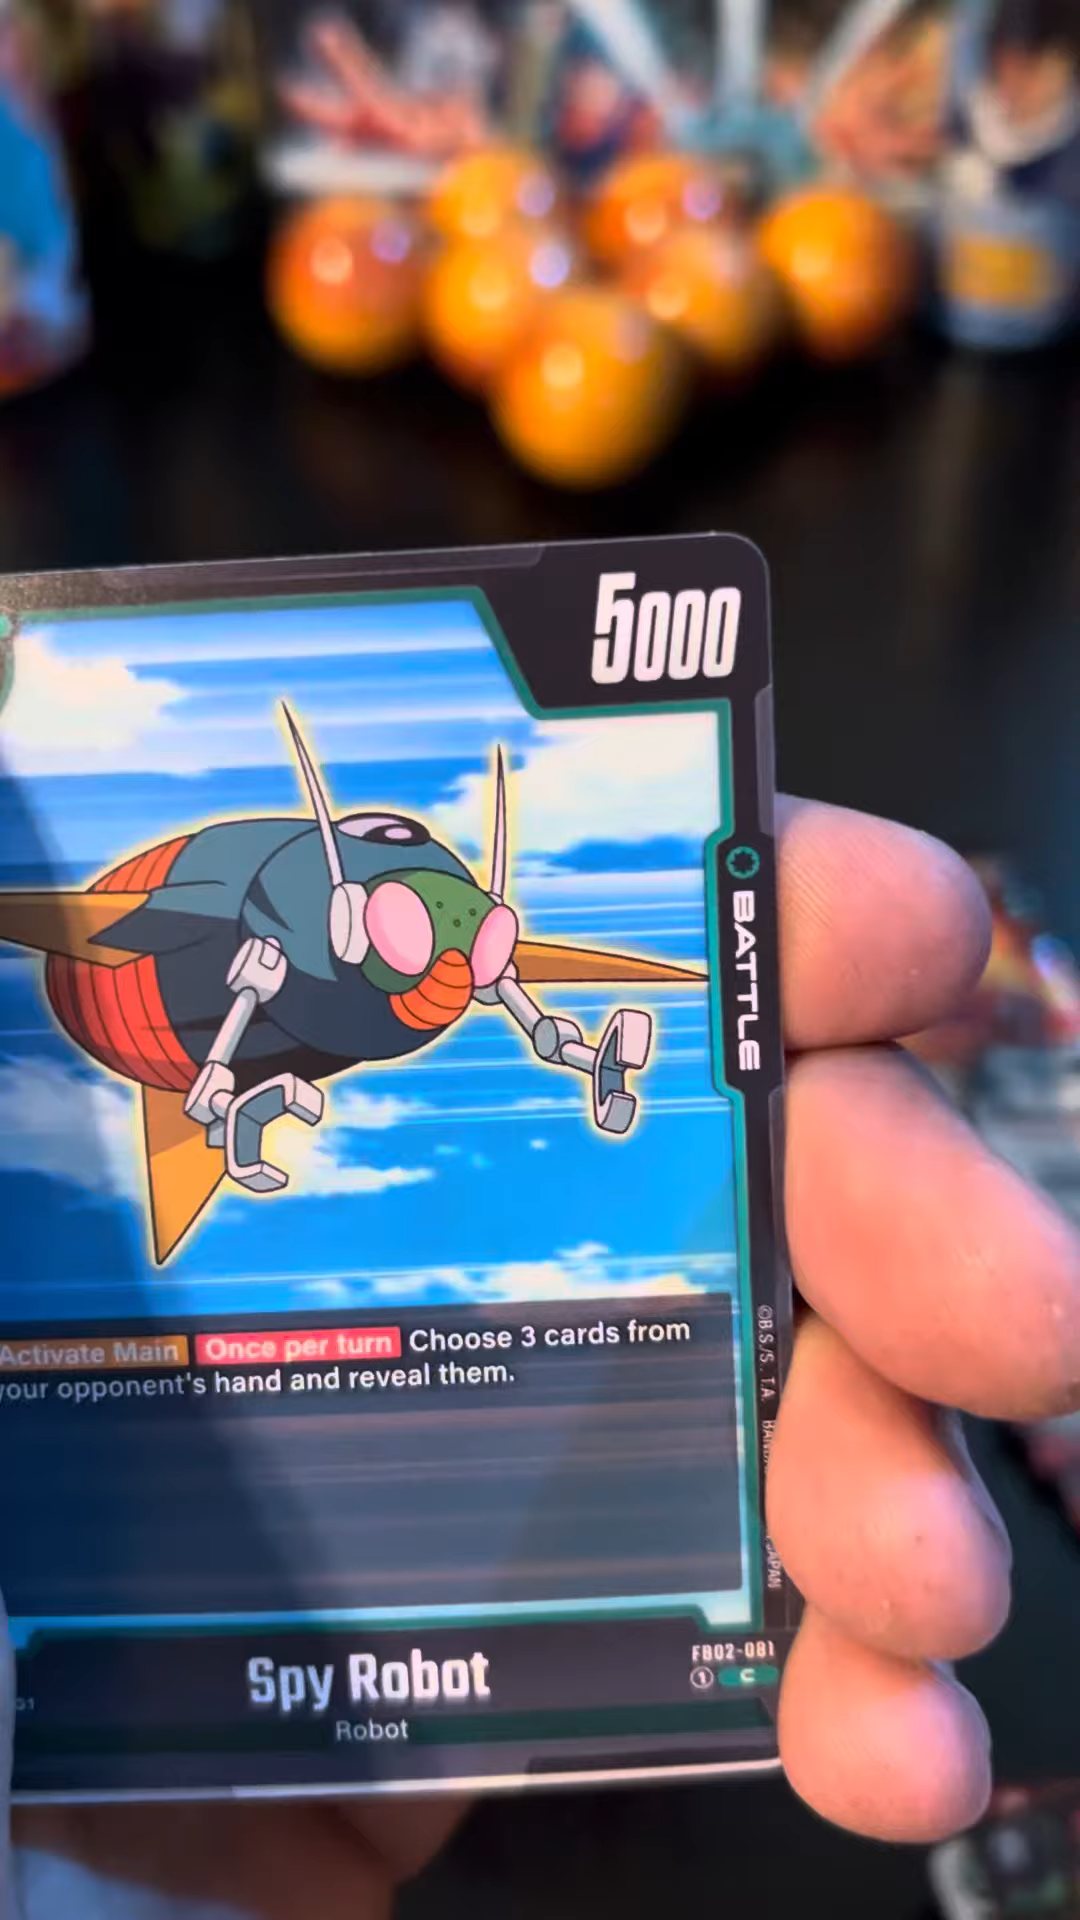 5000
BATTLE
Activate Main Once per turn Choose 3 cards from
your opponent's hand and reveal them.
©B.S./S., T.A.
JAPAN
Spy Robot
Robot
FB02-081
1 C